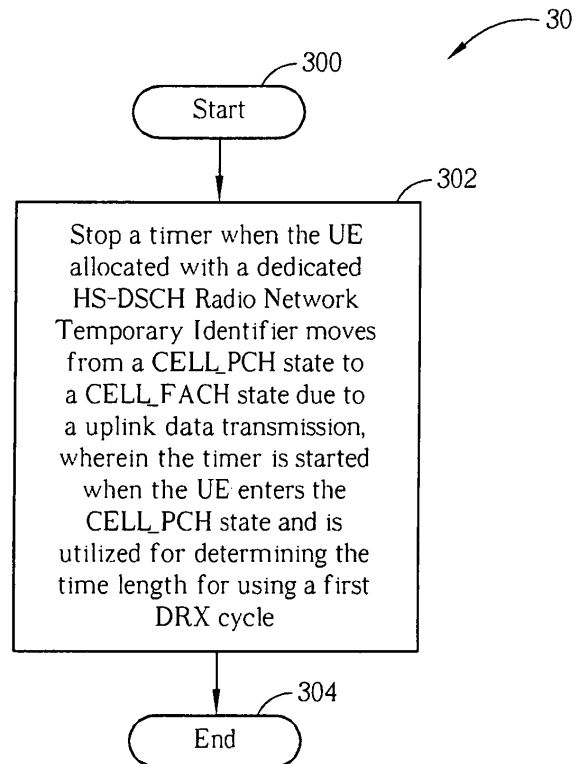 30
300
Start
302
Stop a timer when the UE
allocated with a dedicated
HS-DSCH Radio Network
Temporary Identifier moves
from a CELL_PCH state to
a CELL_FACH state due to
a uplink data transmission,
wherein the timer is started
when the UE enters the
CELL_PCH state and is
utilized for determining the
time length for using a first
DRX cycle
304
End